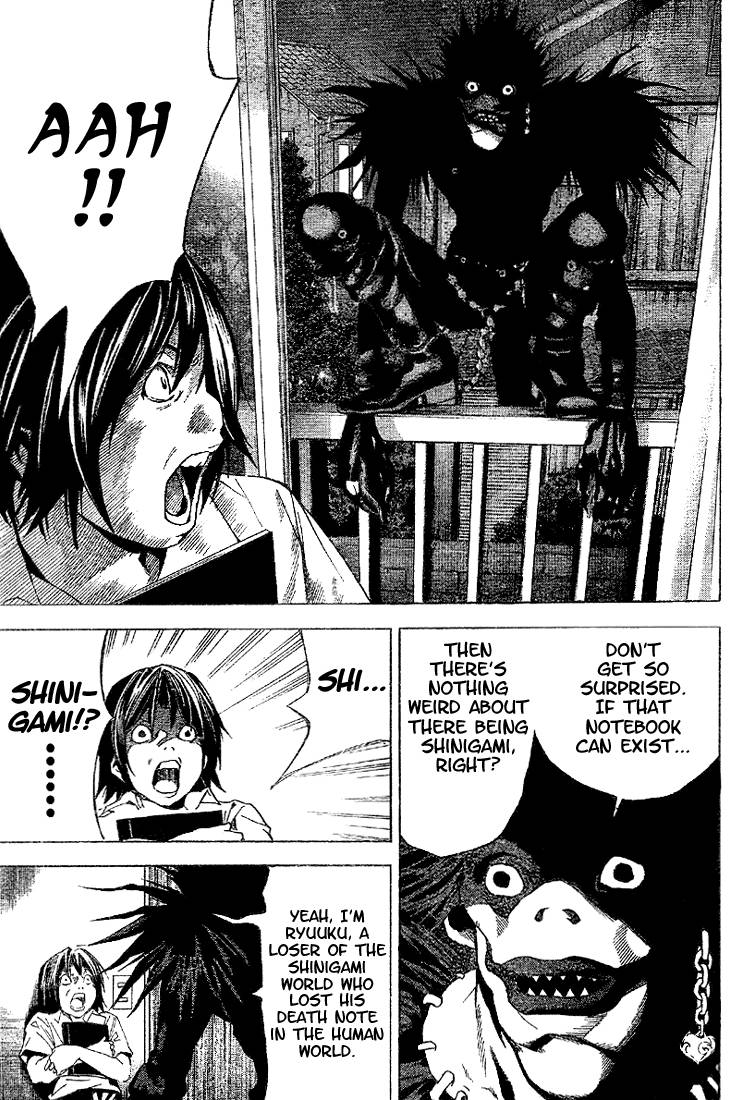 AAH
!!
DON'T
GET SO
SURPRISED.
IF THAT
NOTEBOOK
CAN EXIST...
THEN
THERE'S
NOTHING
WEIRD ABOUT
THERE BEING
SHINIGAMI,
RIGHT?
SHI...
SHINI-
GAMI!?
......
YEAH, I'M
RYUUKU, A
LOSER OF THE
SHINIGAMI
WORLD WHO
LOST HIS
DEATH NOTE
IN THE HUMAN
WORLD.